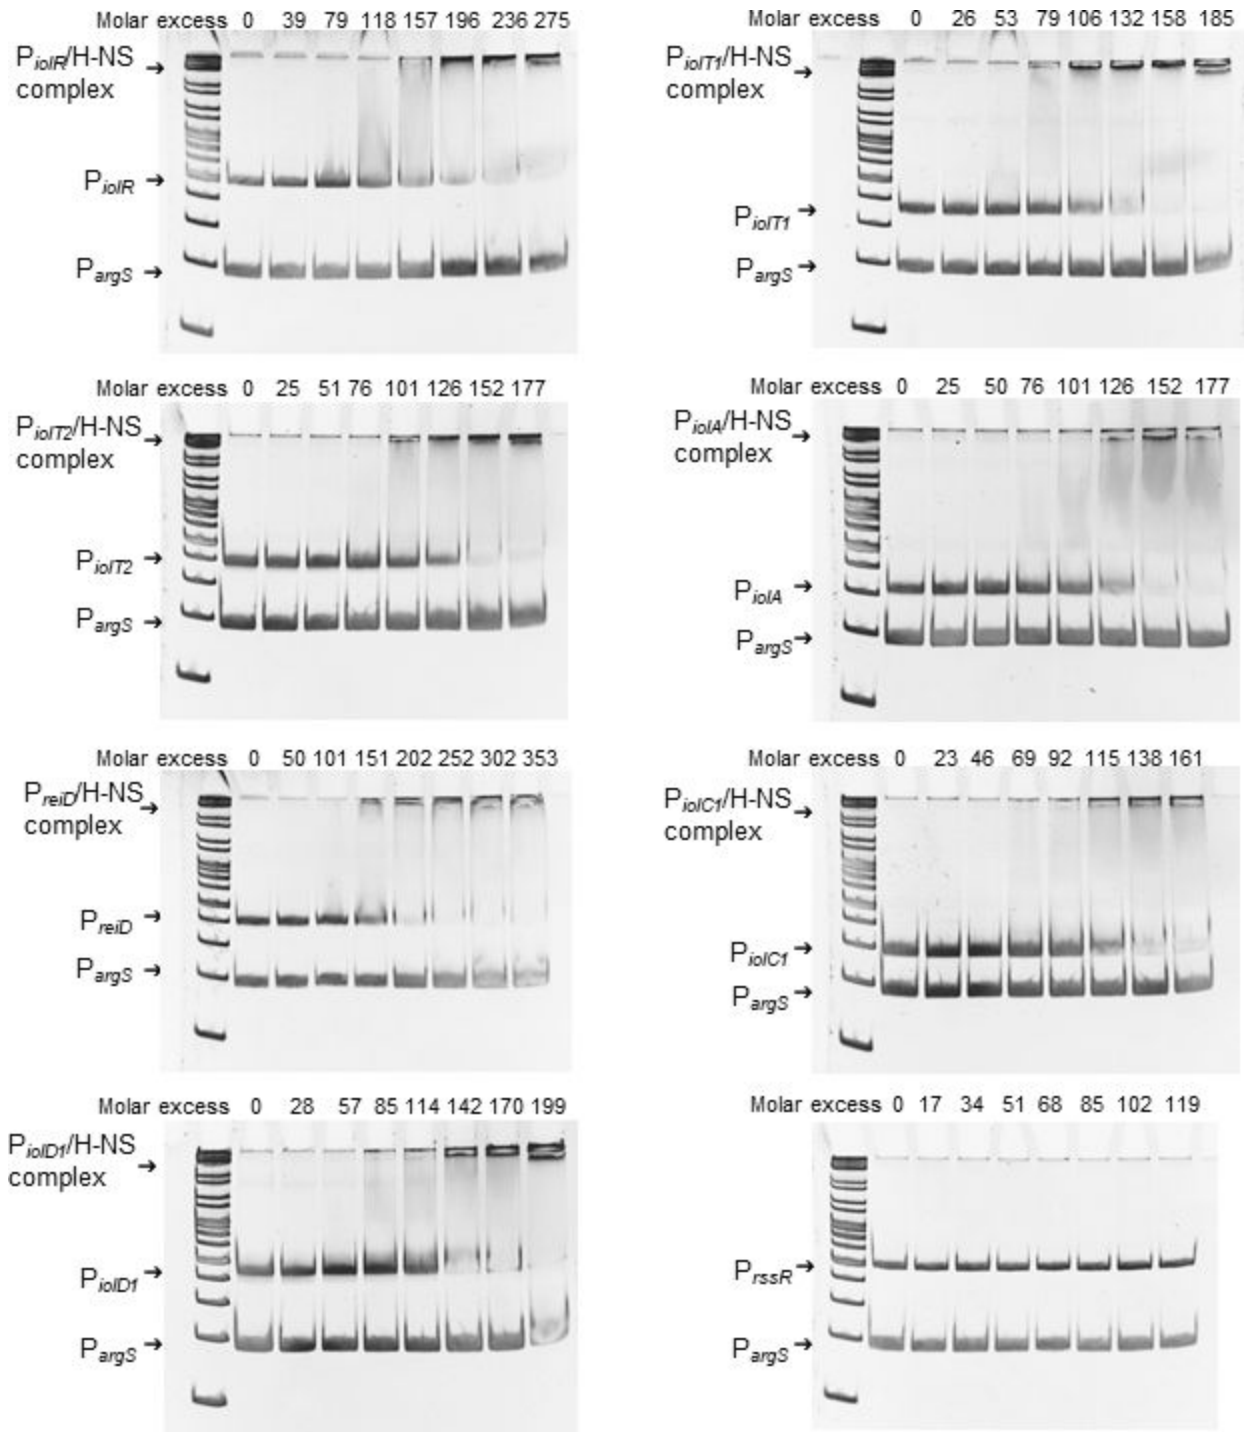 Molar excess 0 39 79 118 157 196 236 275
PiolR/H-NS
complex
PiolR
PargS
Molar excess 0 26 53 79 106 132 158 185
PiolT1/H-NS
complex
PiolT1
PargS
Molar excess 0 25 51 76 101 126 152 177
PiolT2/H-NS
complex
PiolT2
PargS
Molar excess 0 25 50 76 101 126 152 177
PiolA/H-NS
complex
PiolA
PargS
Molar excess 0 50 101 151 202 252 302 353
PreiD/H-NS
complex
PreiD
PargS
Molar excess 0 23 46 69 92 115 138 161
PiolC1/H-NS
complex
PiolC1
PargS
Molar excess 0 28 57 85 114 142 170 199
PiolD1/H-NS
complex
PiolD1
PargS
Molar excess 0 17 34 51 68 85 102 119
PrssR
PargS